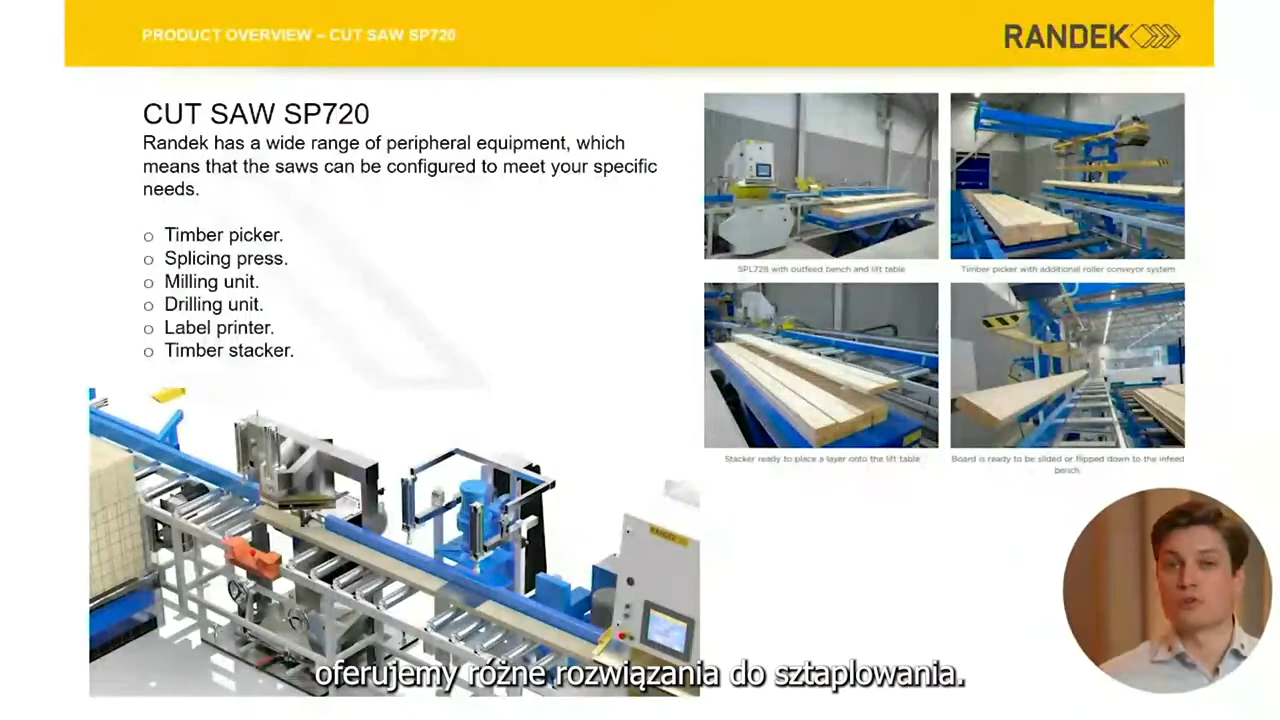 PRODUCT OVERVIEW – CUT SAW SP720
RANDEK
CUT SAW SP720
Randek has a wide range of peripheral equipment, which
means that the saws can be configured to meet your specific
needs.
o Timber picker.
o Splicing press.
o Milling unit.
o Drilling unit.
o Label printer.
o Timber stacker.
SPL728 with outfeed bench and lift table
Timber picker with additional roller conveyor system
Stacker ready to place a layer onto the lift table
Board is ready to be slided or flipped down to the infeed
bench.
RANDEK
oferujemy różne rozwiązania do sztaplowania.